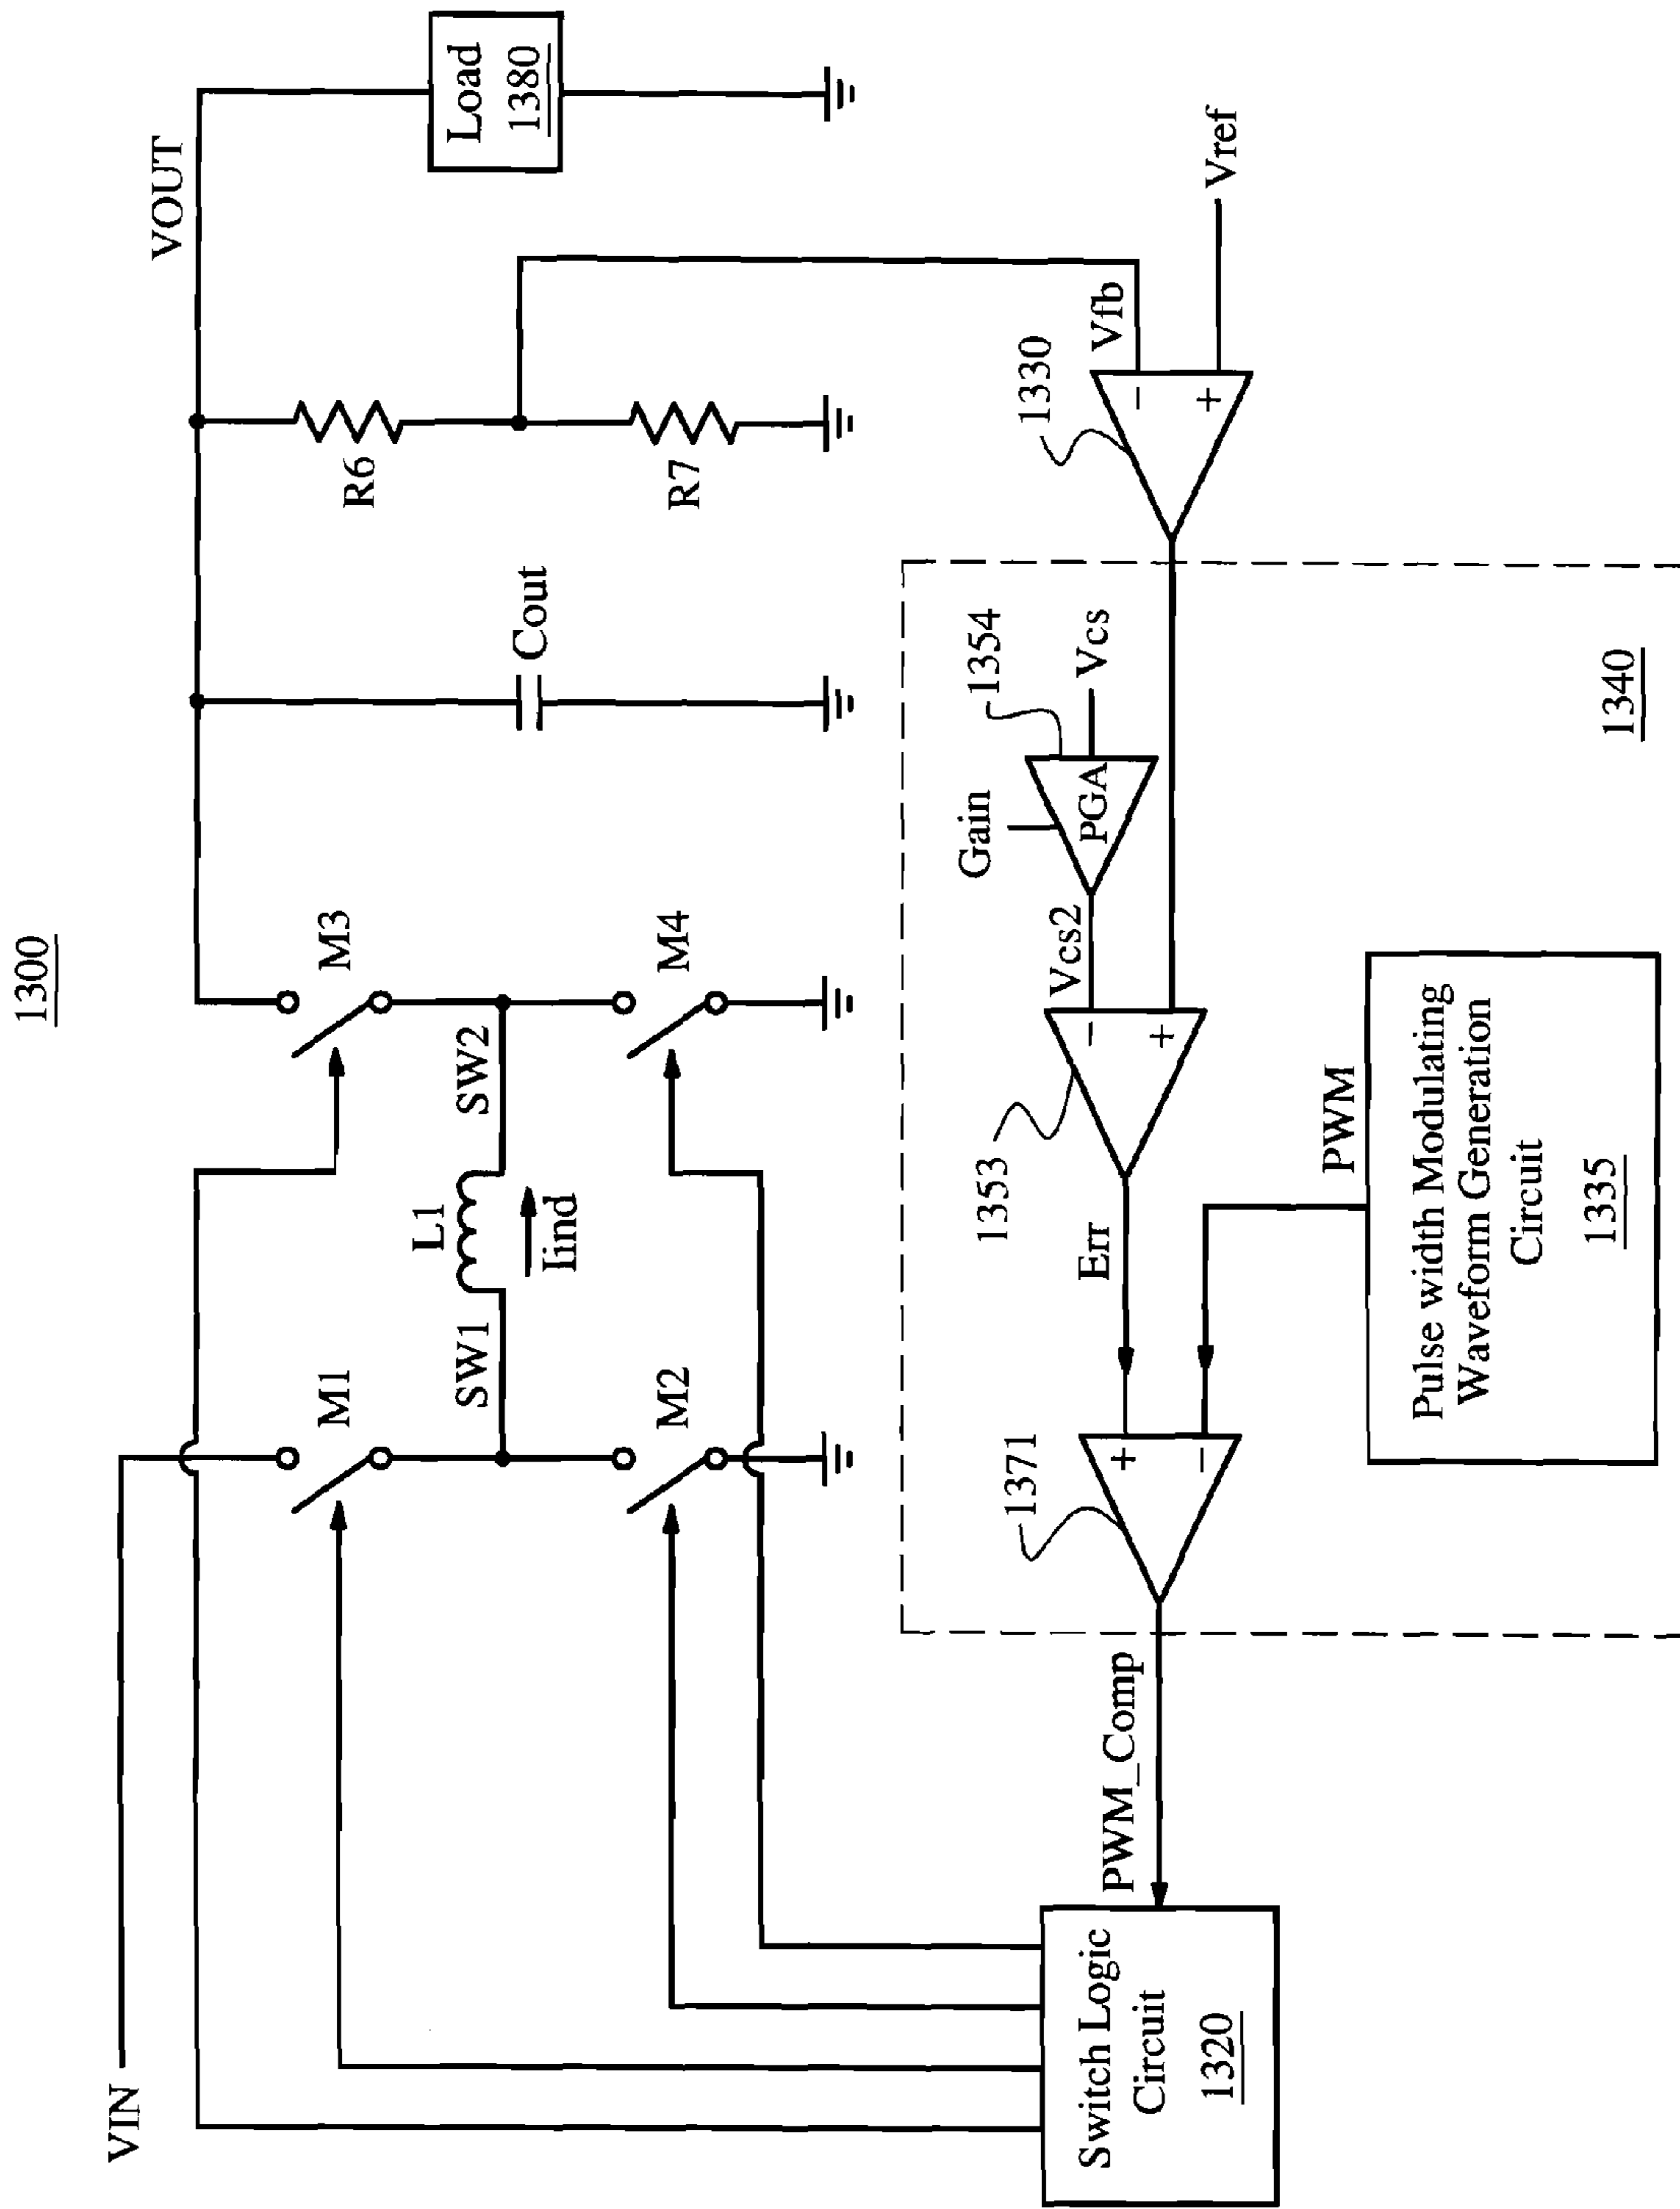 1300
VIN
VOUT
M1
M3
SW1
L1
SW2
Iind
M2
M4
Cout
R6
R7
Load
1380
Switch Logic
Circuit
1320
PWM_Comp
1371
+
−
Err
1353
−
+
Vcs2
Gain
PGA
1354
Vcs
1330
−
+
Vfb
Vref
PWM
Pulse width Modulating
Waveform Generation
Circuit
1335
1340